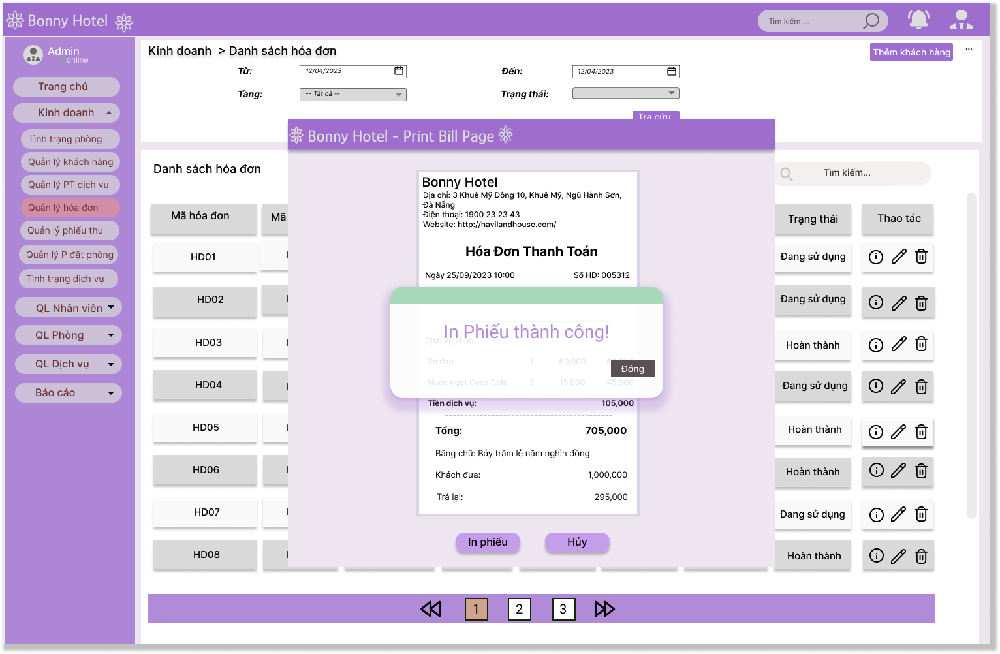 Bonny Hotel
Tìm kiếm ....
Admin
online
Trang chủ
Kinh doanh
Tình trạng phòng
Quản lý khách hàng
Quản lý PT dịch vụ
Quản lý hóa đơn
Quản lý phiếu thu
Quản lý P đặt phòng
Tình trạng dịch vụ
QL Nhân viên
QL Phòng
QL Dịch vụ
Báo cáo
Kinh doanh > Danh sách hóa đơn
Thêm khách hàng
...
Từ: 12/04/2023 Đến: 12/04/2023
Tầng: -- Tất cả -- Trạng thái:
Tra cứu
Danh sách hóa đơn
Tìm kiếm...
Mã hóa đơn Mã Trạng thái Thao tác
HD01 Đang sử dụng
HD02 Đang sử dụng
HD03 Hoàn thành
HD04 Đang sử dụng
HD05 Hoàn thành
HD06 Hoàn thành
HD07 Đang sử dụng
HD08 Hoàn thành
Bonny Hotel - Print Bill Page
Bonny Hotel
Địa chỉ: 3 Khuê Mỹ Đông 10, Khuê Mỹ, Ngũ Hành Sơn,
Đà Nẵng
Điện thoại: 1900 23 23 43
Website: http://havilandhouse.com/
Hóa Đơn Thanh Toán
Ngày 25/09/2023 10:00 Số HĐ: 005312
In Phiếu thành công!
Dịch vụ khác
Xe đạp 1 60,000
Đóng
Nước ngọt Coca Cola 3 15,000 45,000
Tiền dịch vụ: 105,000
Tổng: 705,000
Bằng chữ: Bảy trăm lẻ năm nghìn đồng
Khách đưa: 1,000,000
Trả lại: 295,000
In phiếu Hủy
1 2 3